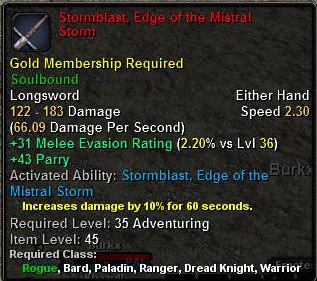 Stormblast, Edge of the Mistral
Storm
Gold Membership Required
Soulbound
Longsword Either Hand
122 - 183 Damage Speed 2.30
(66.09 Damage Per Second)
+31 Melee Evasion Rating (2.20% vs Lvl 36)
+43 Parry
Activated Ability: Stormblast, Edge of the
Mistral Storm
Increases damage by 10% for 60 seconds.
Required Level: 35 Adventuring
Item Level: 45
Required Class:
Rogue, Bard, Paladin, Ranger, Dread Knight, Warrior